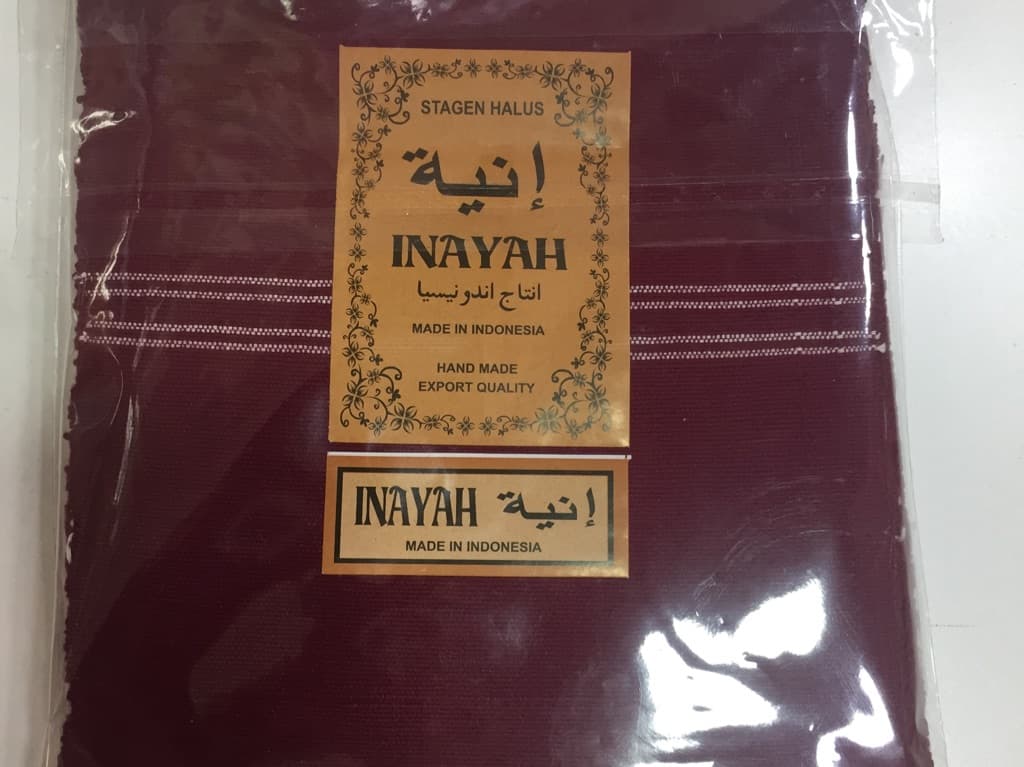 STAGEN HALUS
إنية
INAYAH
انتاج اندونيسيا
MADE IN INDONESIA
HAND MADE
EXPORT QUALITY
INAYAH إنية
MADE IN INDONESIA